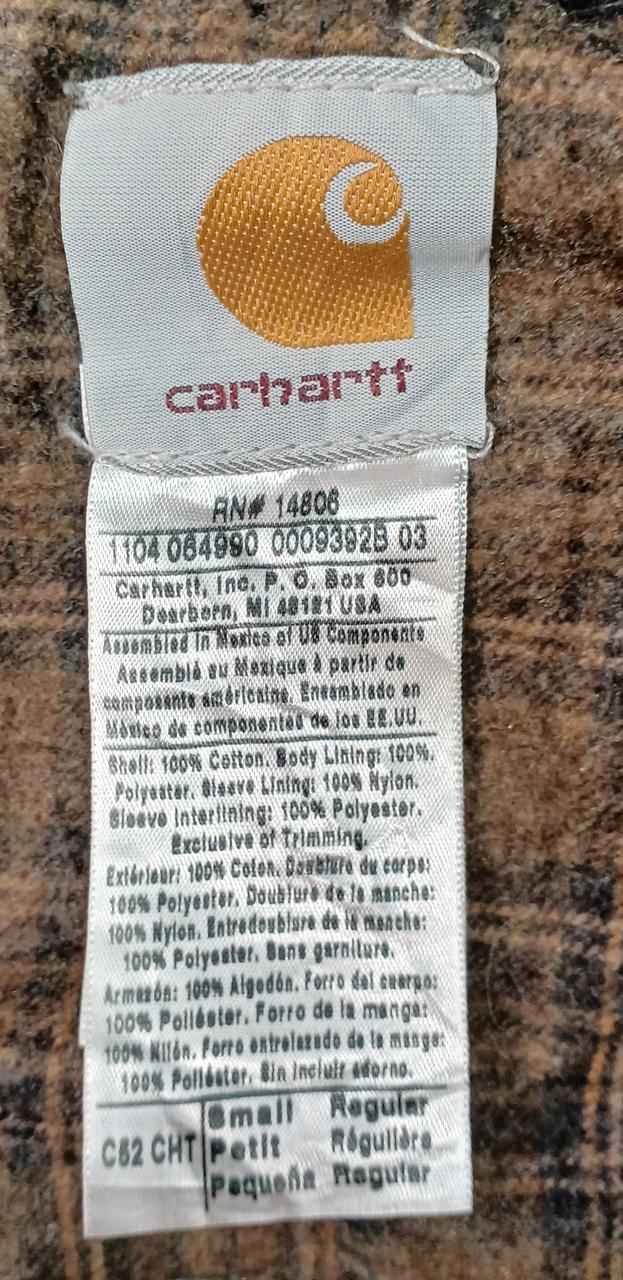 carhartt
RN# 14806
1104 064990 0009392B 03
Carhartt, Inc. P. O. Box 600
Dearborn, MI 48121 USA
Assembled in Mexico of US Components
Assemblé au Mexique à partir de
composants américains. Ensamblado en
México de componentes de los EE.UU.
Shell: 100% Cotton. Body Lining: 100%.
Polyester. Sleeve Lining: 100% Nylon.
Sleeve Interlining: 100% Polyester.
Exclusive of Trimming.
Extérieur: 100% Coton. Doublure du corps:
100% Polyester. Doublure de la manche:
100% Nylon. Entredoublure de la manche:
100% Polyester. Sans garniture.
Armazón: 100% Algodón. Forro del cuerpo:
100% Poliéster. Forro de la manga:
100% Nilón. Forro entrelazado de la manga:
100% Poliéster. Sin incluir adorno.
C52 CHT
Small Regular
Petit Régulière
Pequeña Regular